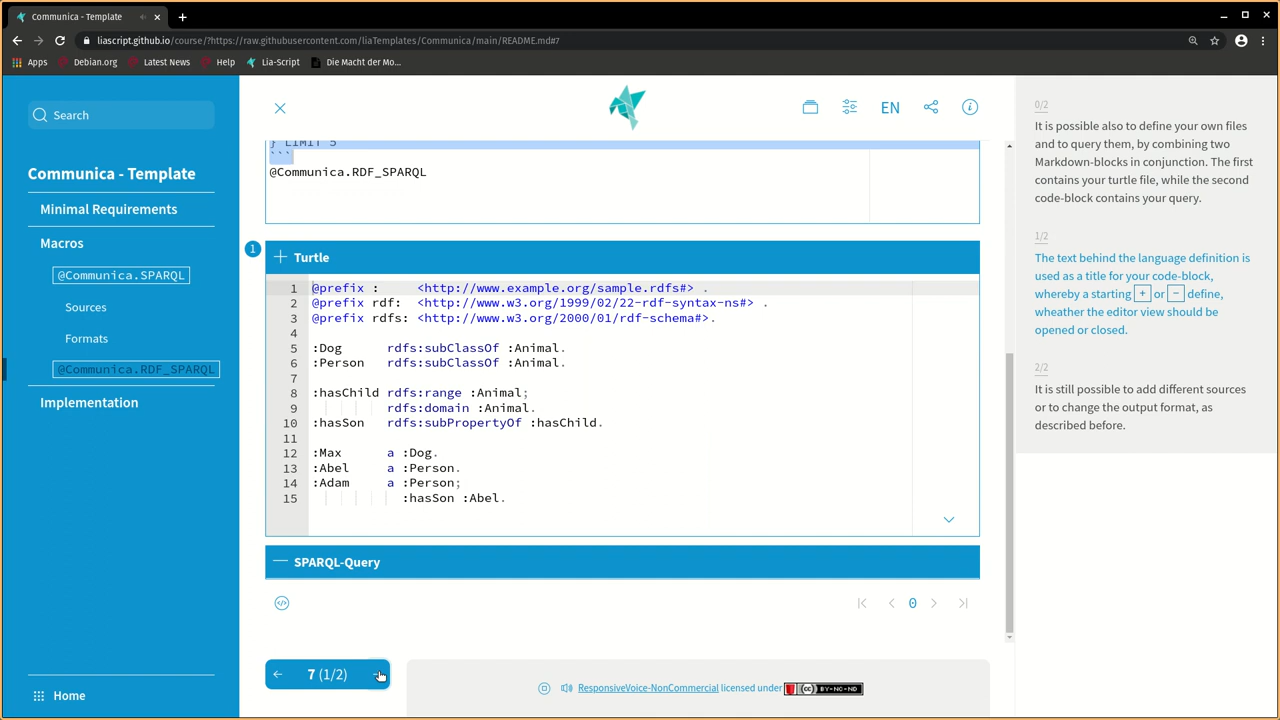 Communica - Template
liascript.github.io/course/?https://raw.githubusercontent.com/liaTemplates/Communica/main/README.md#7
Apps Debian.org Latest News Help Lia-Script Die Macht der Mo...
Search
Communica - Template
Minimal Requirements
Macros
@Communica.SPARQL
Sources
Formats
@Communica.RDF_SPARQL
Implementation
Home
EN
} LIMIT 5
```
@Communica.RDF_SPARQL
1
Turtle
1 @prefix : <http://www.example.org/sample.rdfs#> .
2 @prefix rdf: <http://www.w3.org/1999/02/22-rdf-syntax-ns#> .
3 @prefix rdfs: <http://www.w3.org/2000/01/rdf-schema#>.
4
5 :Dog rdfs:subClassOf :Animal.
6 :Person rdfs:subClassOf :Animal.
7
8 :hasChild rdfs:range :Animal;
9 rdfs:domain :Animal.
10 :hasSon rdfs:subPropertyOf :hasChild.
11
12 :Max a :Dog.
13 :Abel a :Person.
14 :Adam a :Person;
15 :hasSon :Abel.
SPARQL-Query
0
7 (1/2)
ResponsiveVoice-NonCommercial licensed under
BY-NC-ND
0/2
It is possible also to define your own files
and to query them, by combining two
Markdown-blocks in conjunction. The first
contains your turtle file, while the second
code-block contains your query.
1/2
The text behind the language definition is
used as a title for your code-block,
whereby a starting + or − define,
wheather the editor view should be
opened or closed.
2/2
It is still possible to add different sources
or to change the output format, as
described before.